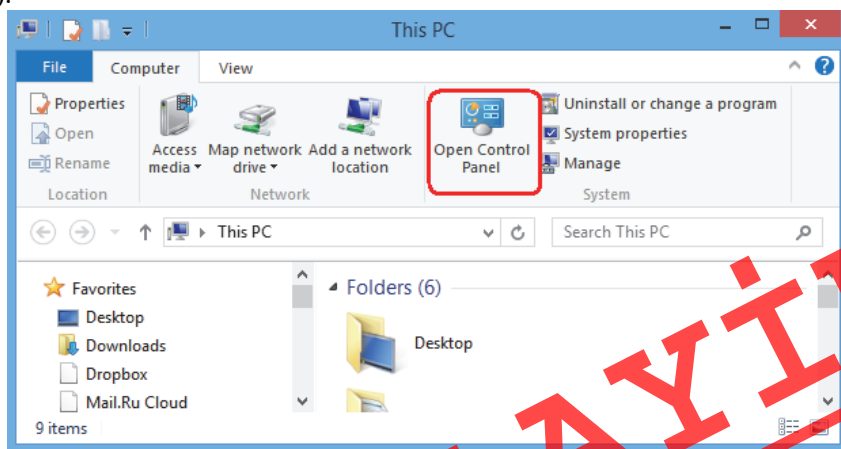 ).
This PC
File Computer View
Properties
Open
Rename
Access media
Map network drive
Add a network location
Open Control Panel
Uninstall or change a program
System properties
Manage
Location
Network
System
This PC
Search This PC
Favorites
Desktop
Downloads
Dropbox
Mail.Ru Cloud
Folders (6)
Desktop
9 items
AYİ